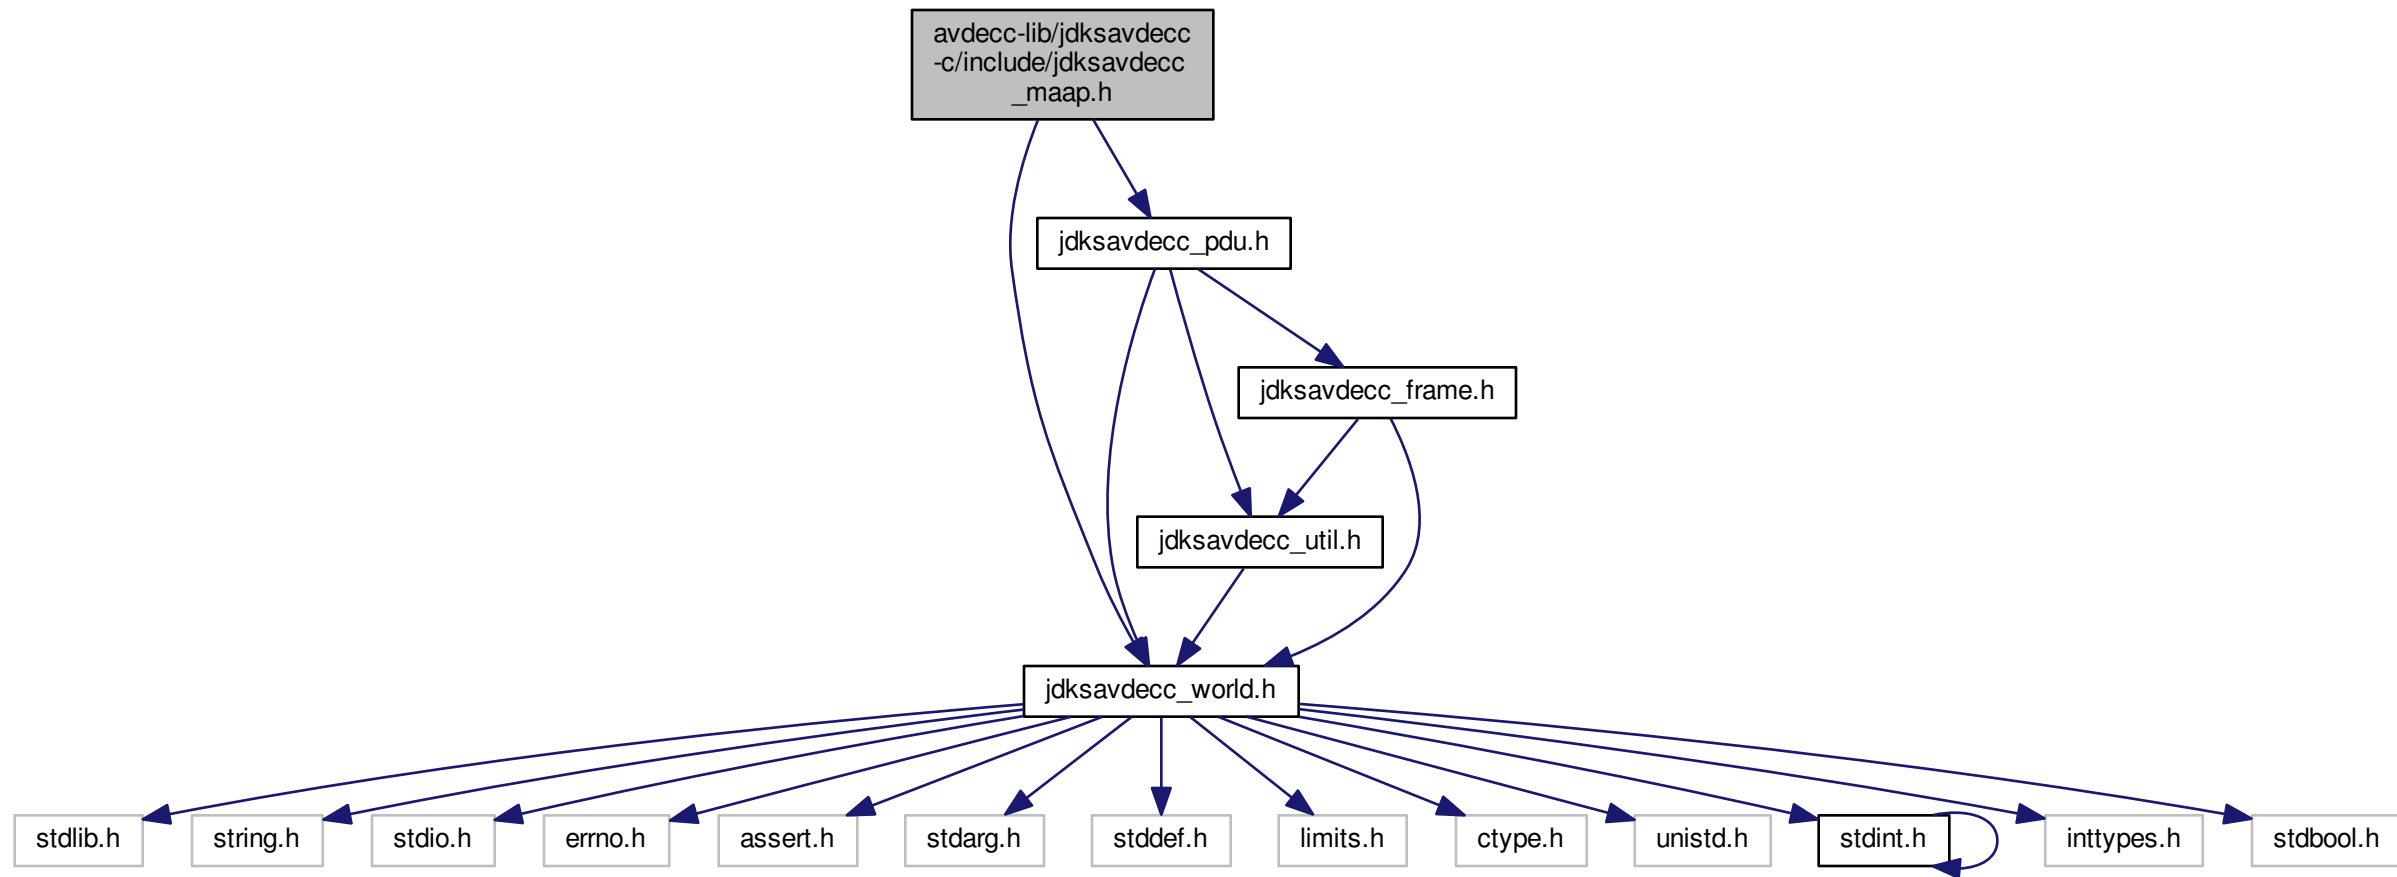 avdecc-lib/jdksavdecc
-c/include/jdksavdecc
_maap.h
jdksavdecc_pdu.h
jdksavdecc_frame.h
jdksavdecc_util.h
jdksavdecc_world.h
stdlib.h
string.h
stdio.h
errno.h
assert.h
stdarg.h
stddef.h
limits.h
ctype.h
unistd.h
stdint.h
inttypes.h
stdbool.h